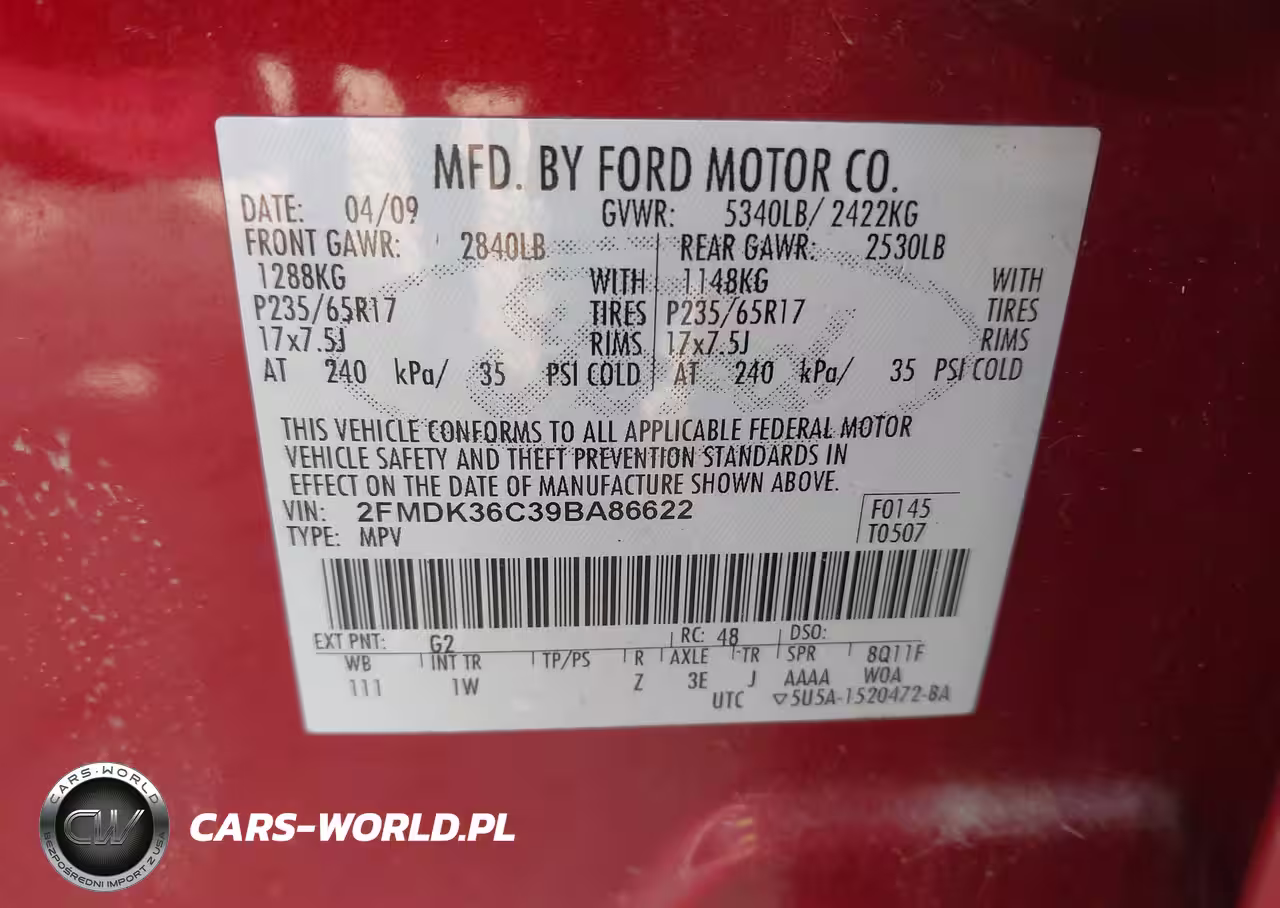 MFD. BY FORD MOTOR CO.
DATE: 04/09 GVWR: 5340LB/ 2422KG
FRONT GAWR: 2840LB REAR GAWR: 2530LB
1288KG WITH 1148KG WITH
P235/65R17 TIRES P235/65R17 TIRES
17x7.5J RIMS 17x7.5J RIMS
AT 240 kPa/ 35 PSI COLD AT 240 kPa/ 35 PSI COLD
THIS VEHICLE CONFORMS TO ALL APPLICABLE FEDERAL MOTOR
VEHICLE SAFETY AND THEFT PREVENTION STANDARDS IN
EFFECT ON THE DATE OF MANUFACTURE SHOWN ABOVE.
VIN: 2FMDK36C39BA86622 F0145
TYPE: MPV T0507
EXT PNT: G2 RC: 48 DSO:
WB INT TR TP/PS R AXLE TR SPR 8Q11F
111 1W Z 3E J AAAA W0A
UTC ▽5U5A-1520472-BA
CARS-WORLD
CW
BEZPOŚREDNI IMPORT Z USA
CARS-WORLD.PL